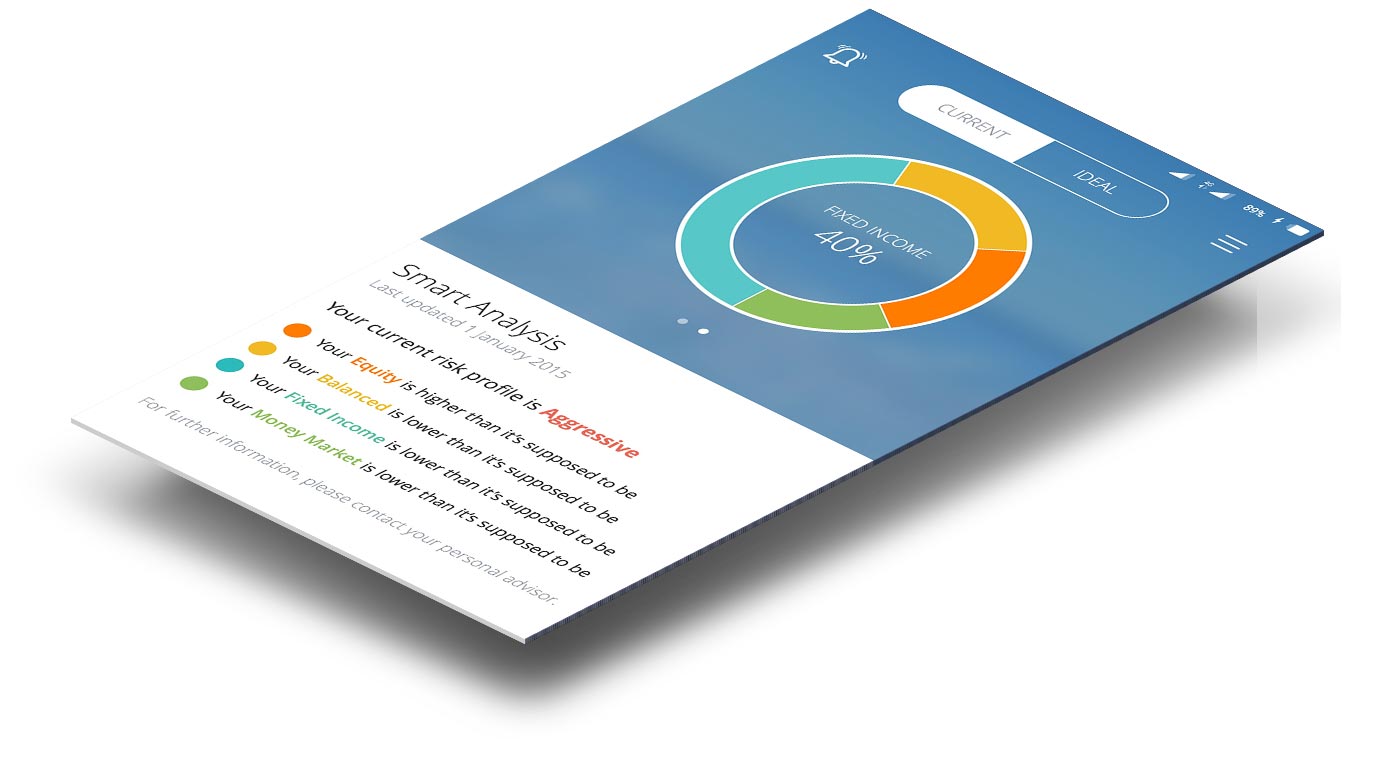 89%
CURRENT
IDEAL
FIXED INCOME
40%
Smart Analysis
Last updated 1 January 2015
Your current risk profile is Aggressive
Your Equity is higher than it's supposed to be
Your Balanced is lower than it's supposed to be
Your Fixed Income is lower than it's supposed to be
Your Money Market is lower than it's supposed to be
For further information, please contact your personal advisor.